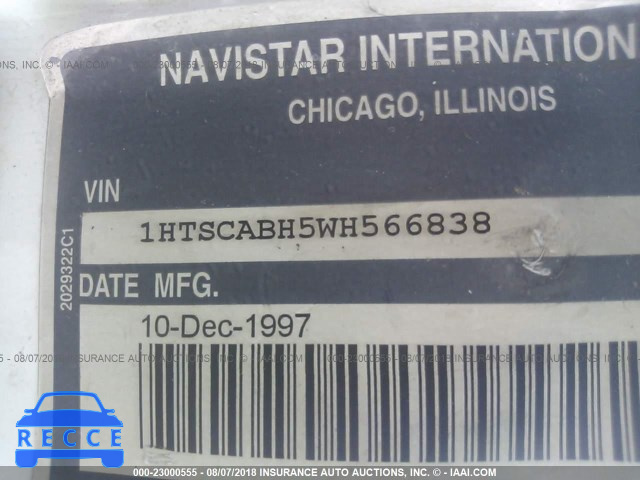 NAVISTAR INTERNATION
CHICAGO, ILLINOIS
VIN
1HTSCABH5WH566838
2029322C1
DATE MFG.
10-Dec-1997
RECCE
000-23000555 - 08/07/2018 INSURANCE AUTO AUCTIONS, INC. - © IAAI.COM